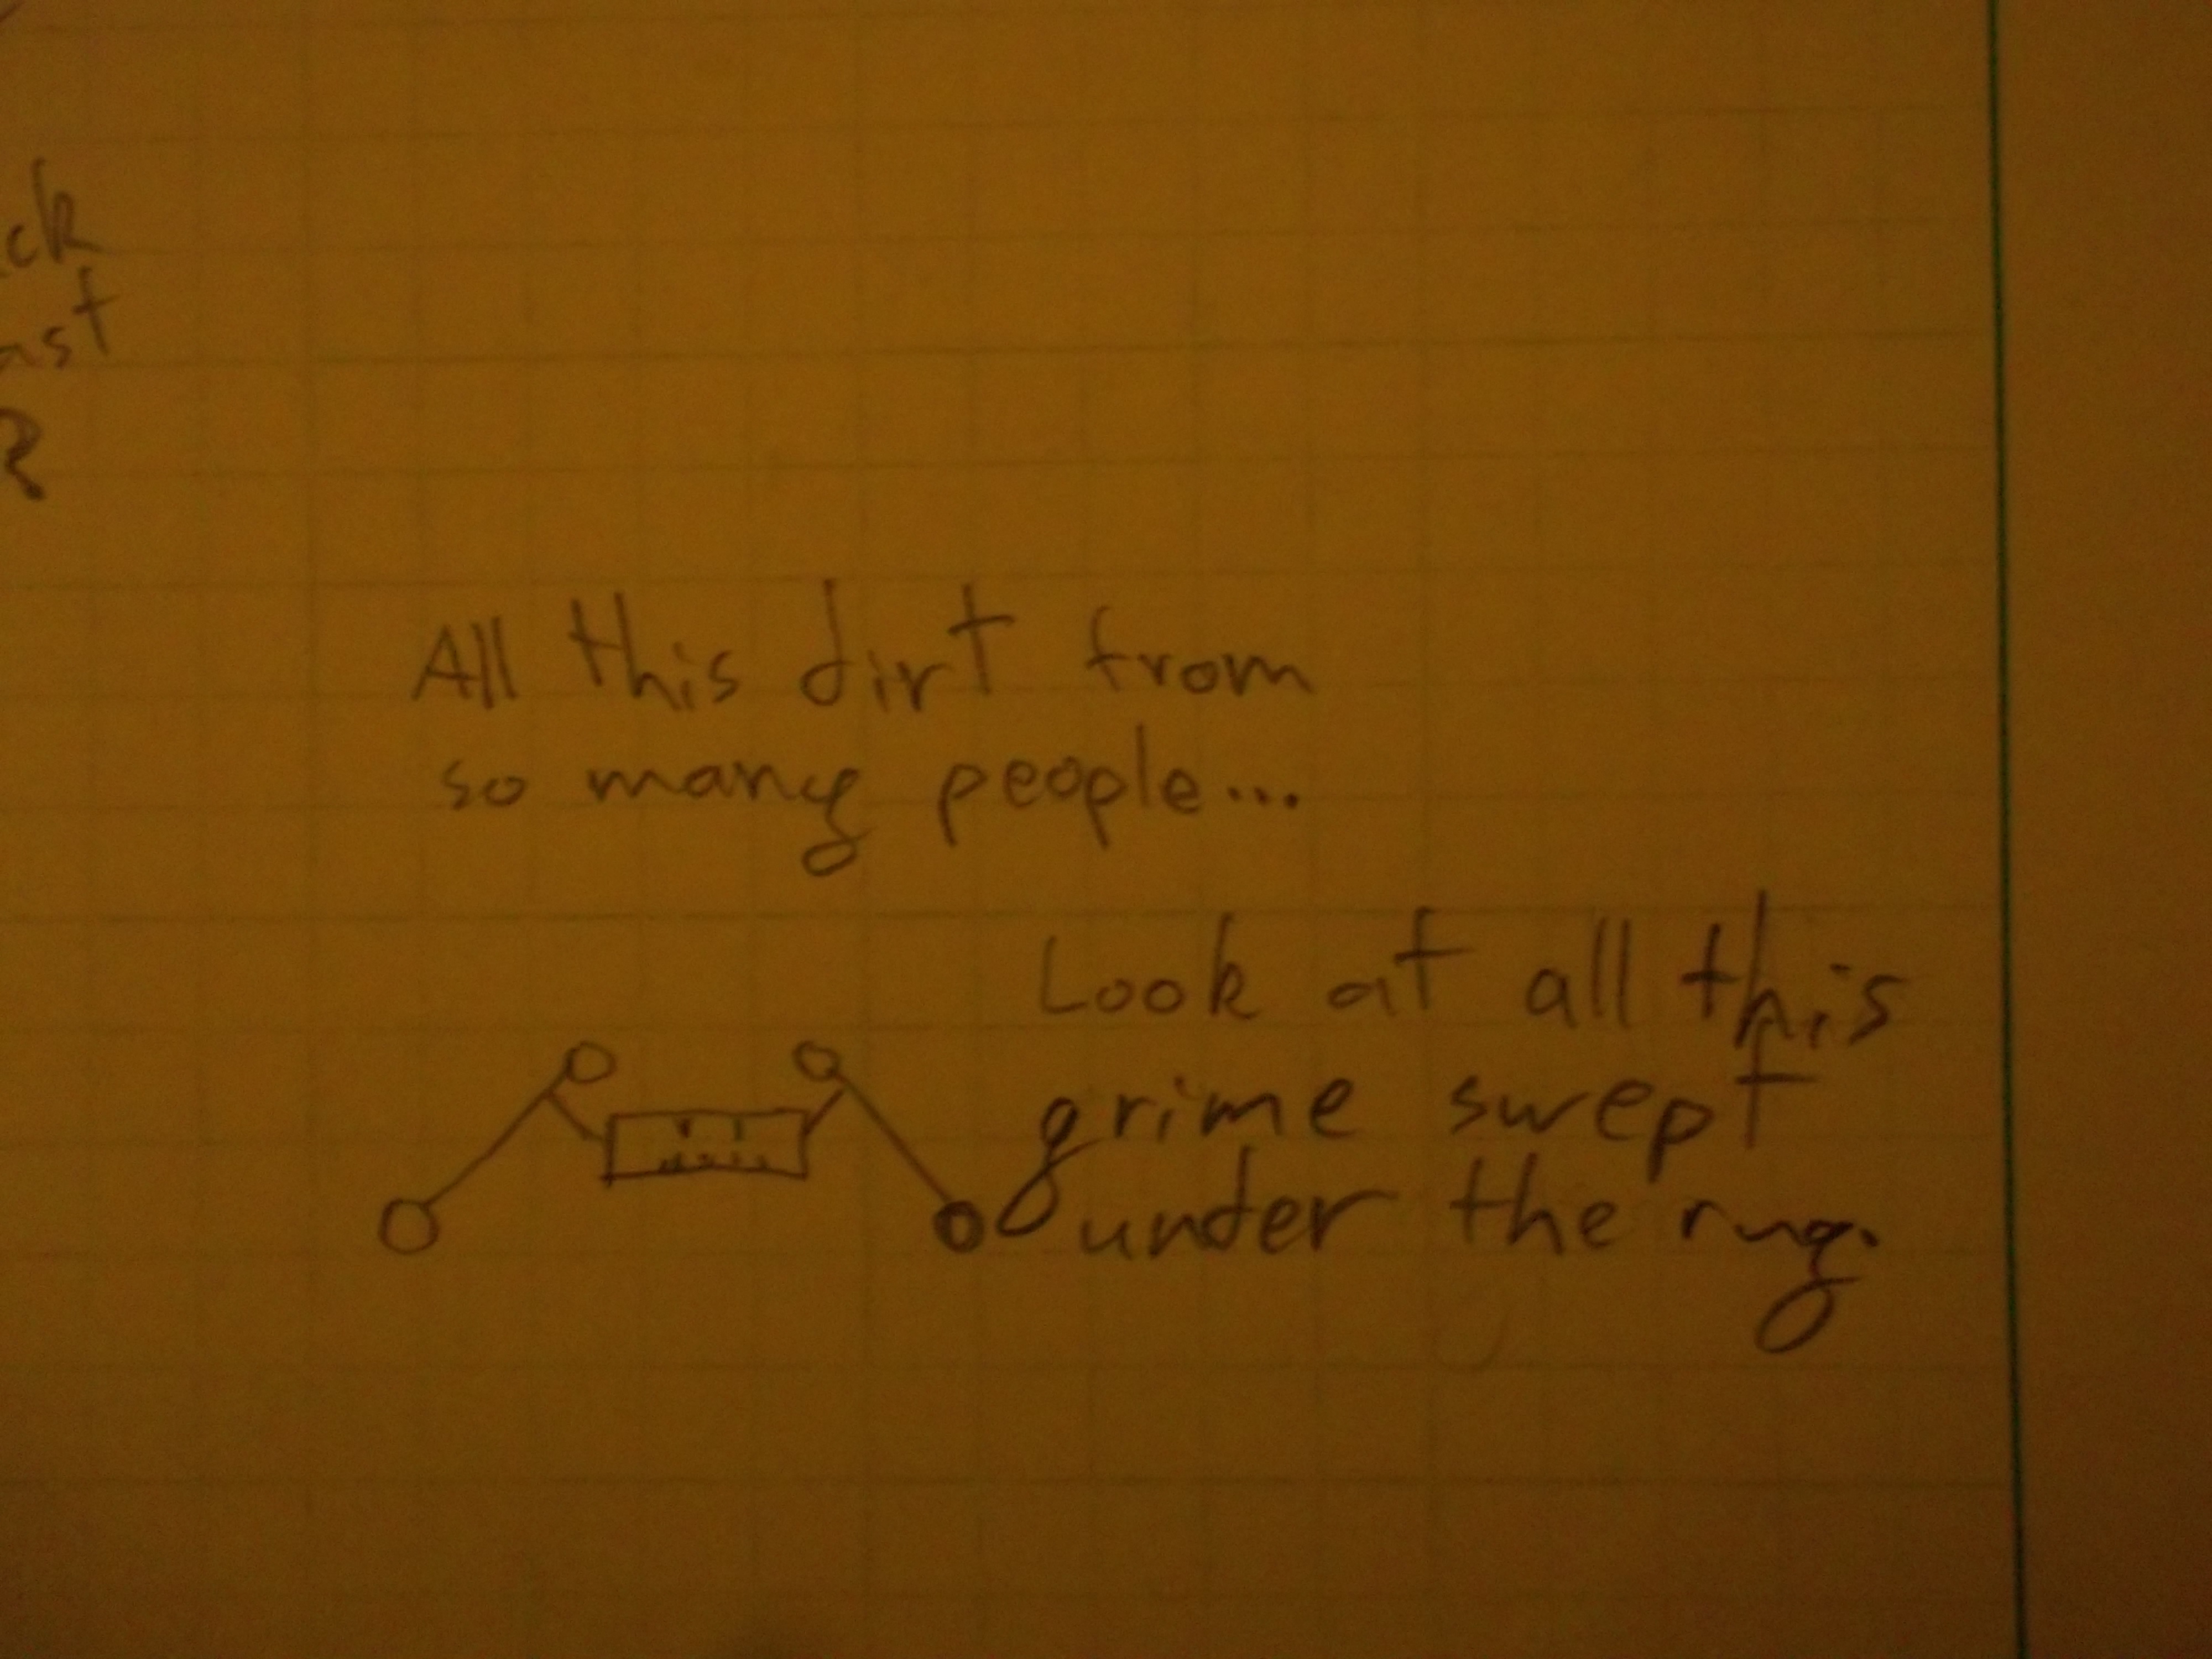 ck
ast
R
All this dirt from
so many people...
Look at all this
grime swept
under the rug.